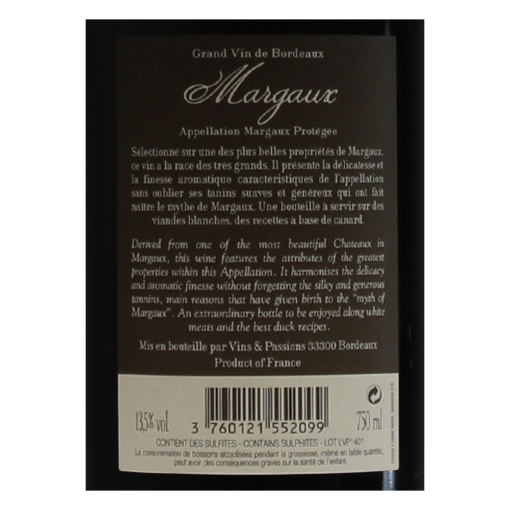 Grand Vin de Bordeaux
Margaux
Appellation Margaux Protégée
Sélectionné sur une des plus belles propriétés de Margaux,
ce vin a la race des très grands. Il présente la délicatesse et
la finesse aromatique caractéristiques de l'appellation
sans oublier ses tanins suaves et généreux qui ont fait
naître le mythe de Margaux. Une bouteille à servir sur des
viandes blanches, des recettes à base de canard.
Derived from one of the most beautiful Chateaux in
Margaux, this wine features the attributes of the greatest
properties within this Appellation. It harmonises the delicacy
and aromatic finesse without forgetting the silky and generous
tannins, main reasons that have given birth to the "myth of
Margaux". An extraordinary bottle to be enjoyed along white
meats and the best duck recipes.
Mis en bouteille par Vins & Passions 33300 Bordeaux
Product of France
13,5% vol.
3 760121 552099
750 ml
CONTIENT DES SULFITES - CONTAINS SULPHITES - LOT LVP1401
La consommation de boissons alcoolisées pendant la grossesse, même en faible quantité,
peut avoir des conséquences graves sur la santé de l'enfant.